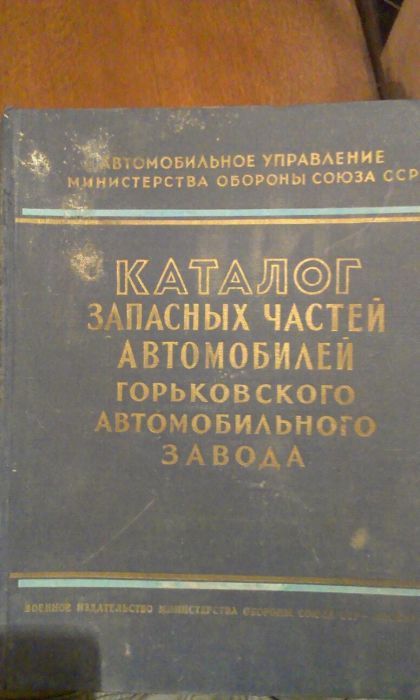 АВТОМОБИЛЬНОЕ УПРАВЛЕНИЕ
МИНИСТЕРСТВА ОБОРОНЫ СОЮЗА ССР
КАТАЛОГ
ЗАПАСНЫХ ЧАСТЕЙ
АВТОМОБИЛЕЙ
ГОРЬКОВСКОГО
АВТОМОБИЛЬНОГО
ЗАВОДА
ВОЕННОЕ ИЗДАТЕЛЬСТВО МИНИСТЕРСТВА ОБОРОНЫ СОЮЗА ССР